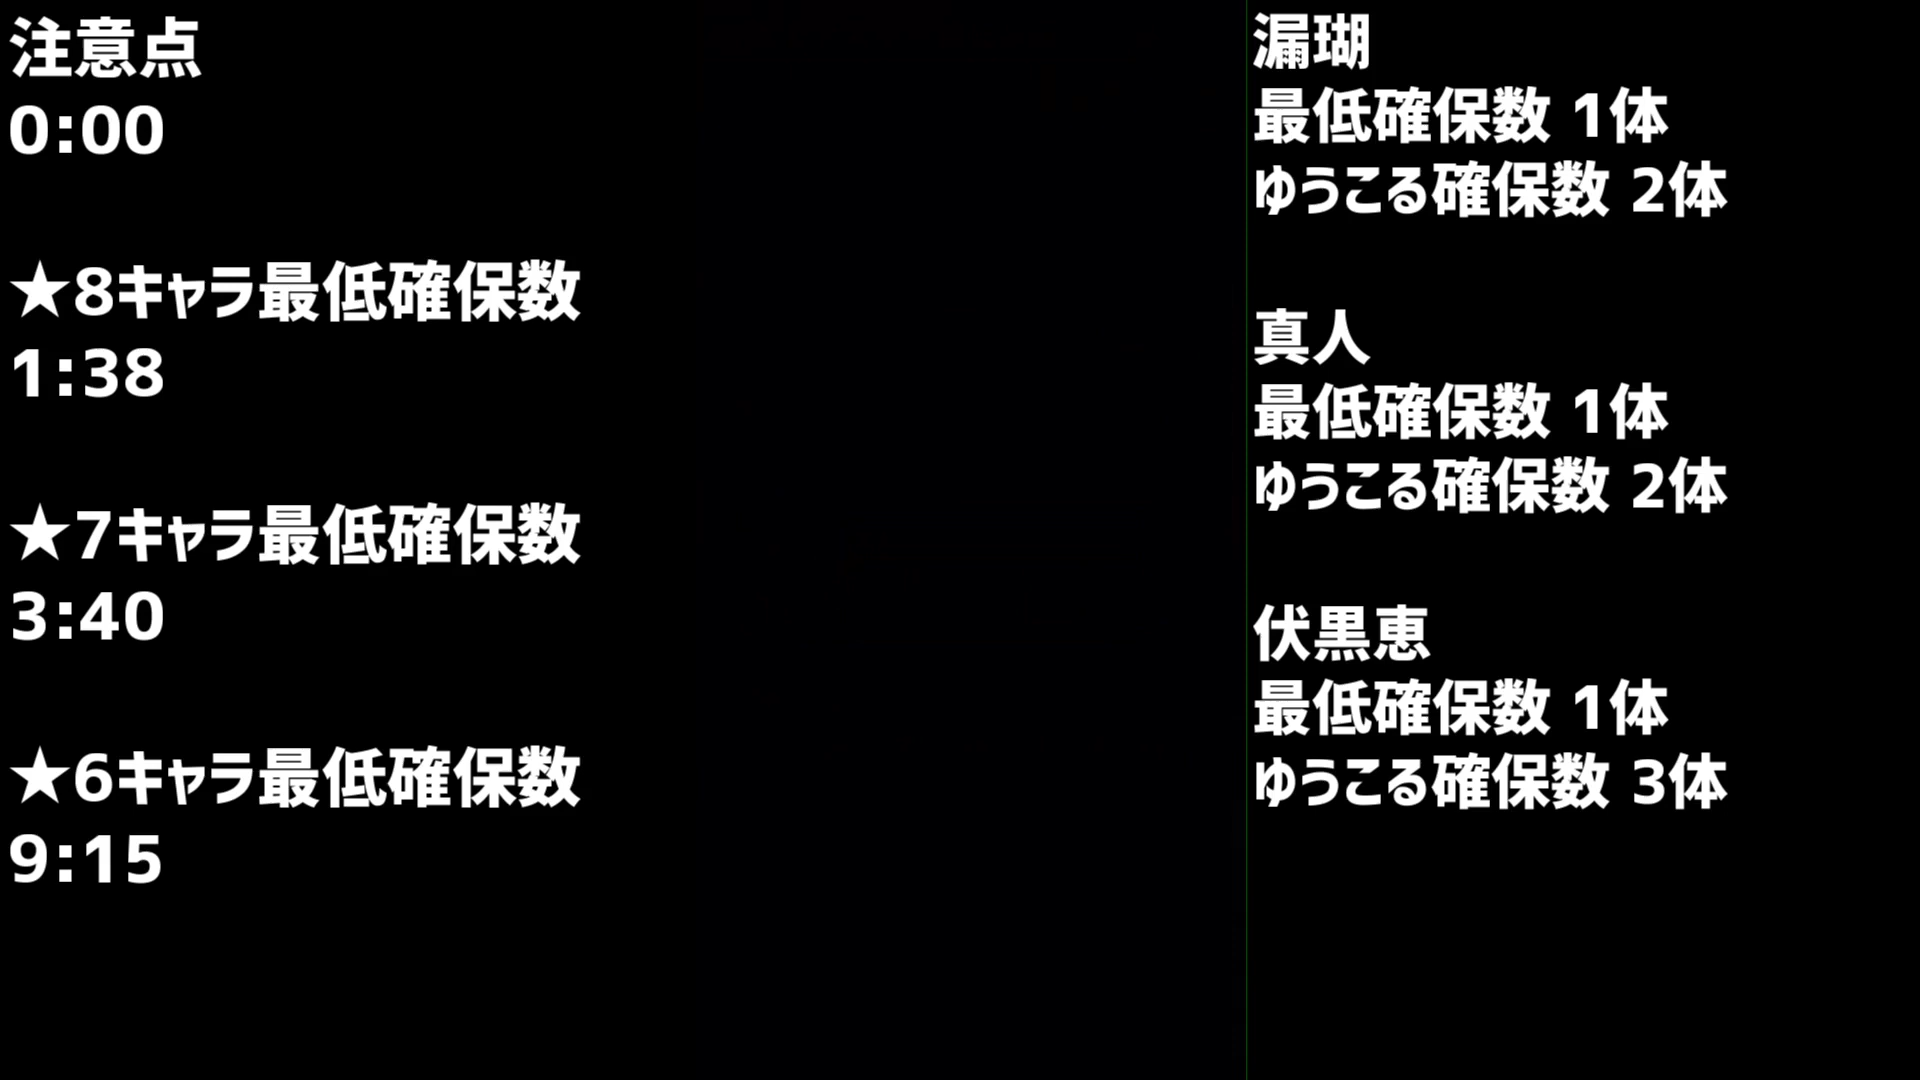 注意点
0:00
★8キャラ最低確保数
1:38
★7キャラ最低確保数
3:40
★6キャラ最低確保数
9:15
漏瑚
最低確保数 1体
ゆうこる確保数 2体
真人
最低確保数 1体
ゆうこる確保数 2体
伏黒恵
最低確保数 1体
ゆうこる確保数 3体